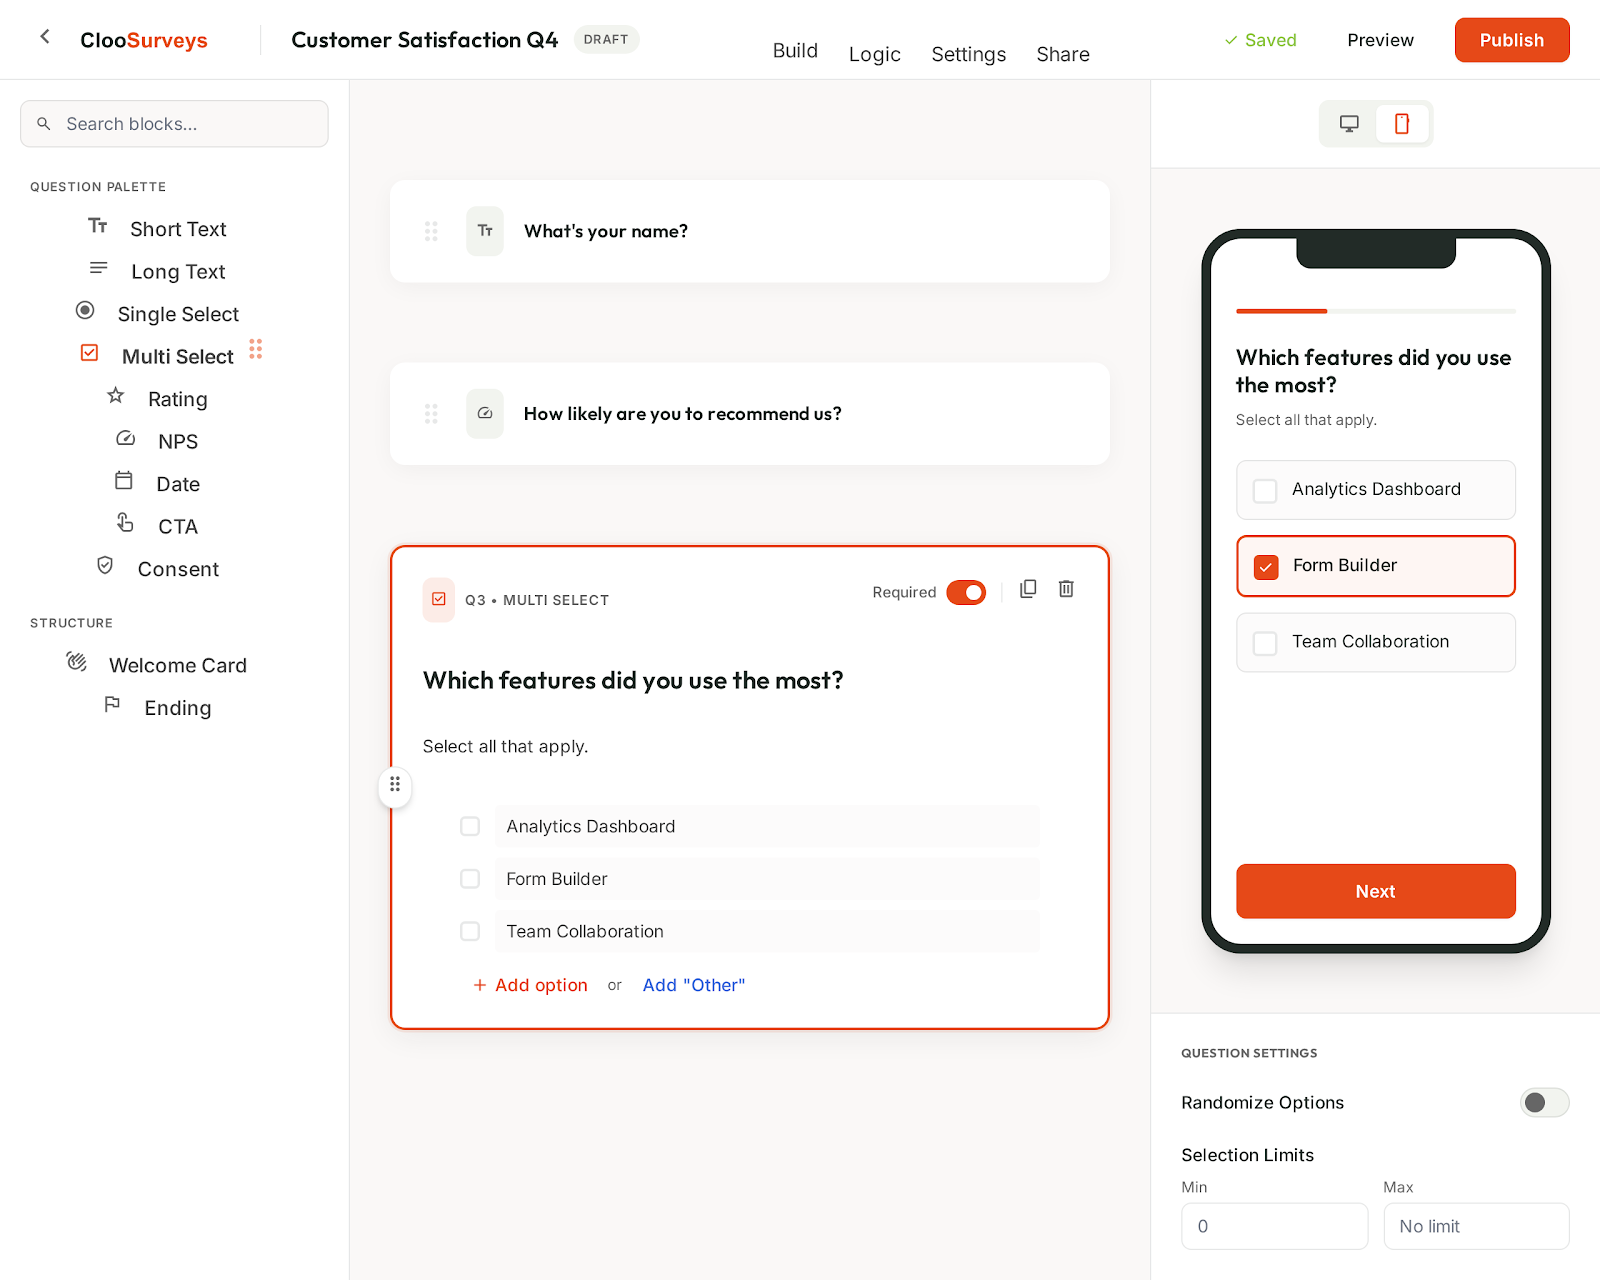 ClooSurveys
Customer Satisfaction Q4
DRAFT
Build
Logic
Settings
Share
Saved
Preview
Publish
Search blocks...
QUESTION PALETTE
Short Text
Long Text
Single Select
Multi Select
Rating
NPS
Date
CTA
Consent
STRUCTURE
Welcome Card
Ending
What's your name?
How likely are you to recommend us?
Q3 • MULTI SELECT
Required
Which features did you use the most?
Select all that apply.
Analytics Dashboard
Form Builder
Team Collaboration
+ Add option or Add "Other"
Which features did you use
the most?
Select all that apply.
Analytics Dashboard
Form Builder
Team Collaboration
Next
QUESTION SETTINGS
Randomize Options
Selection Limits
Min
Max
0
No limit